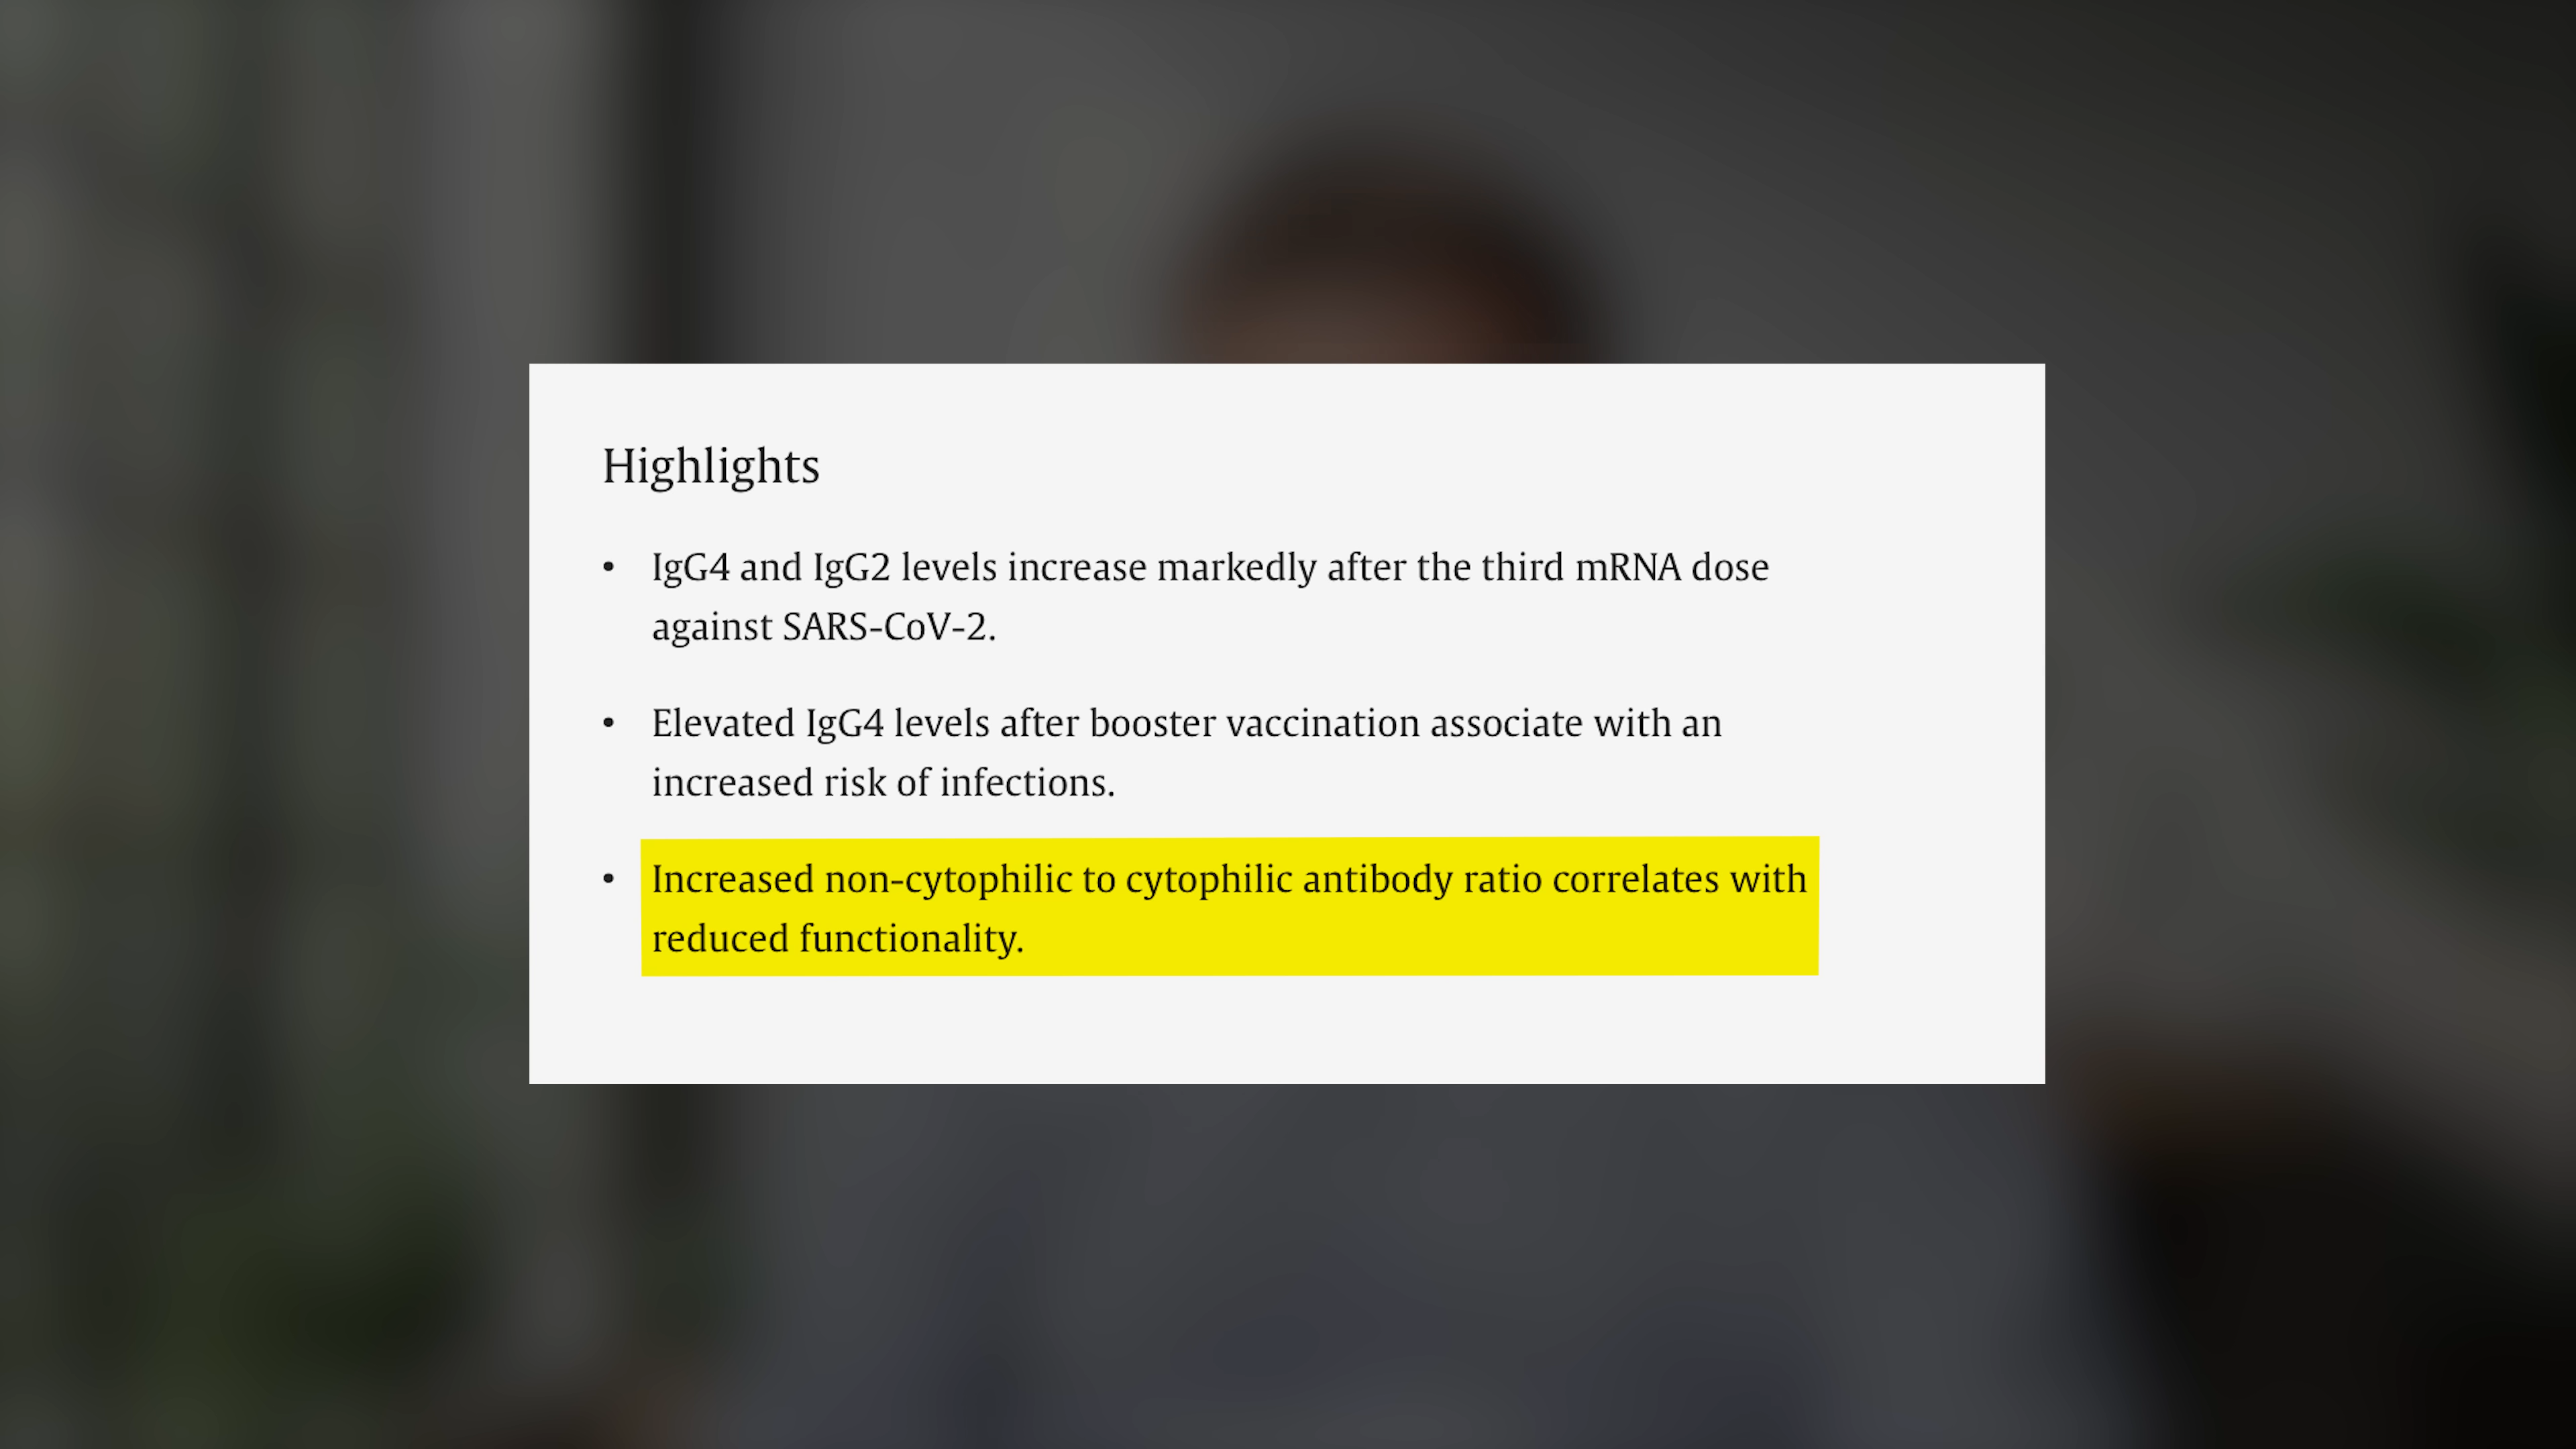 Highlights
• IgG4 and IgG2 levels increase markedly after the third mRNA dose
against SARS-CoV-2.
• Elevated IgG4 levels after booster vaccination associate with an
increased risk of infections.
• Increased non-cytophilic to cytophilic antibody ratio correlates with
reduced functionality.